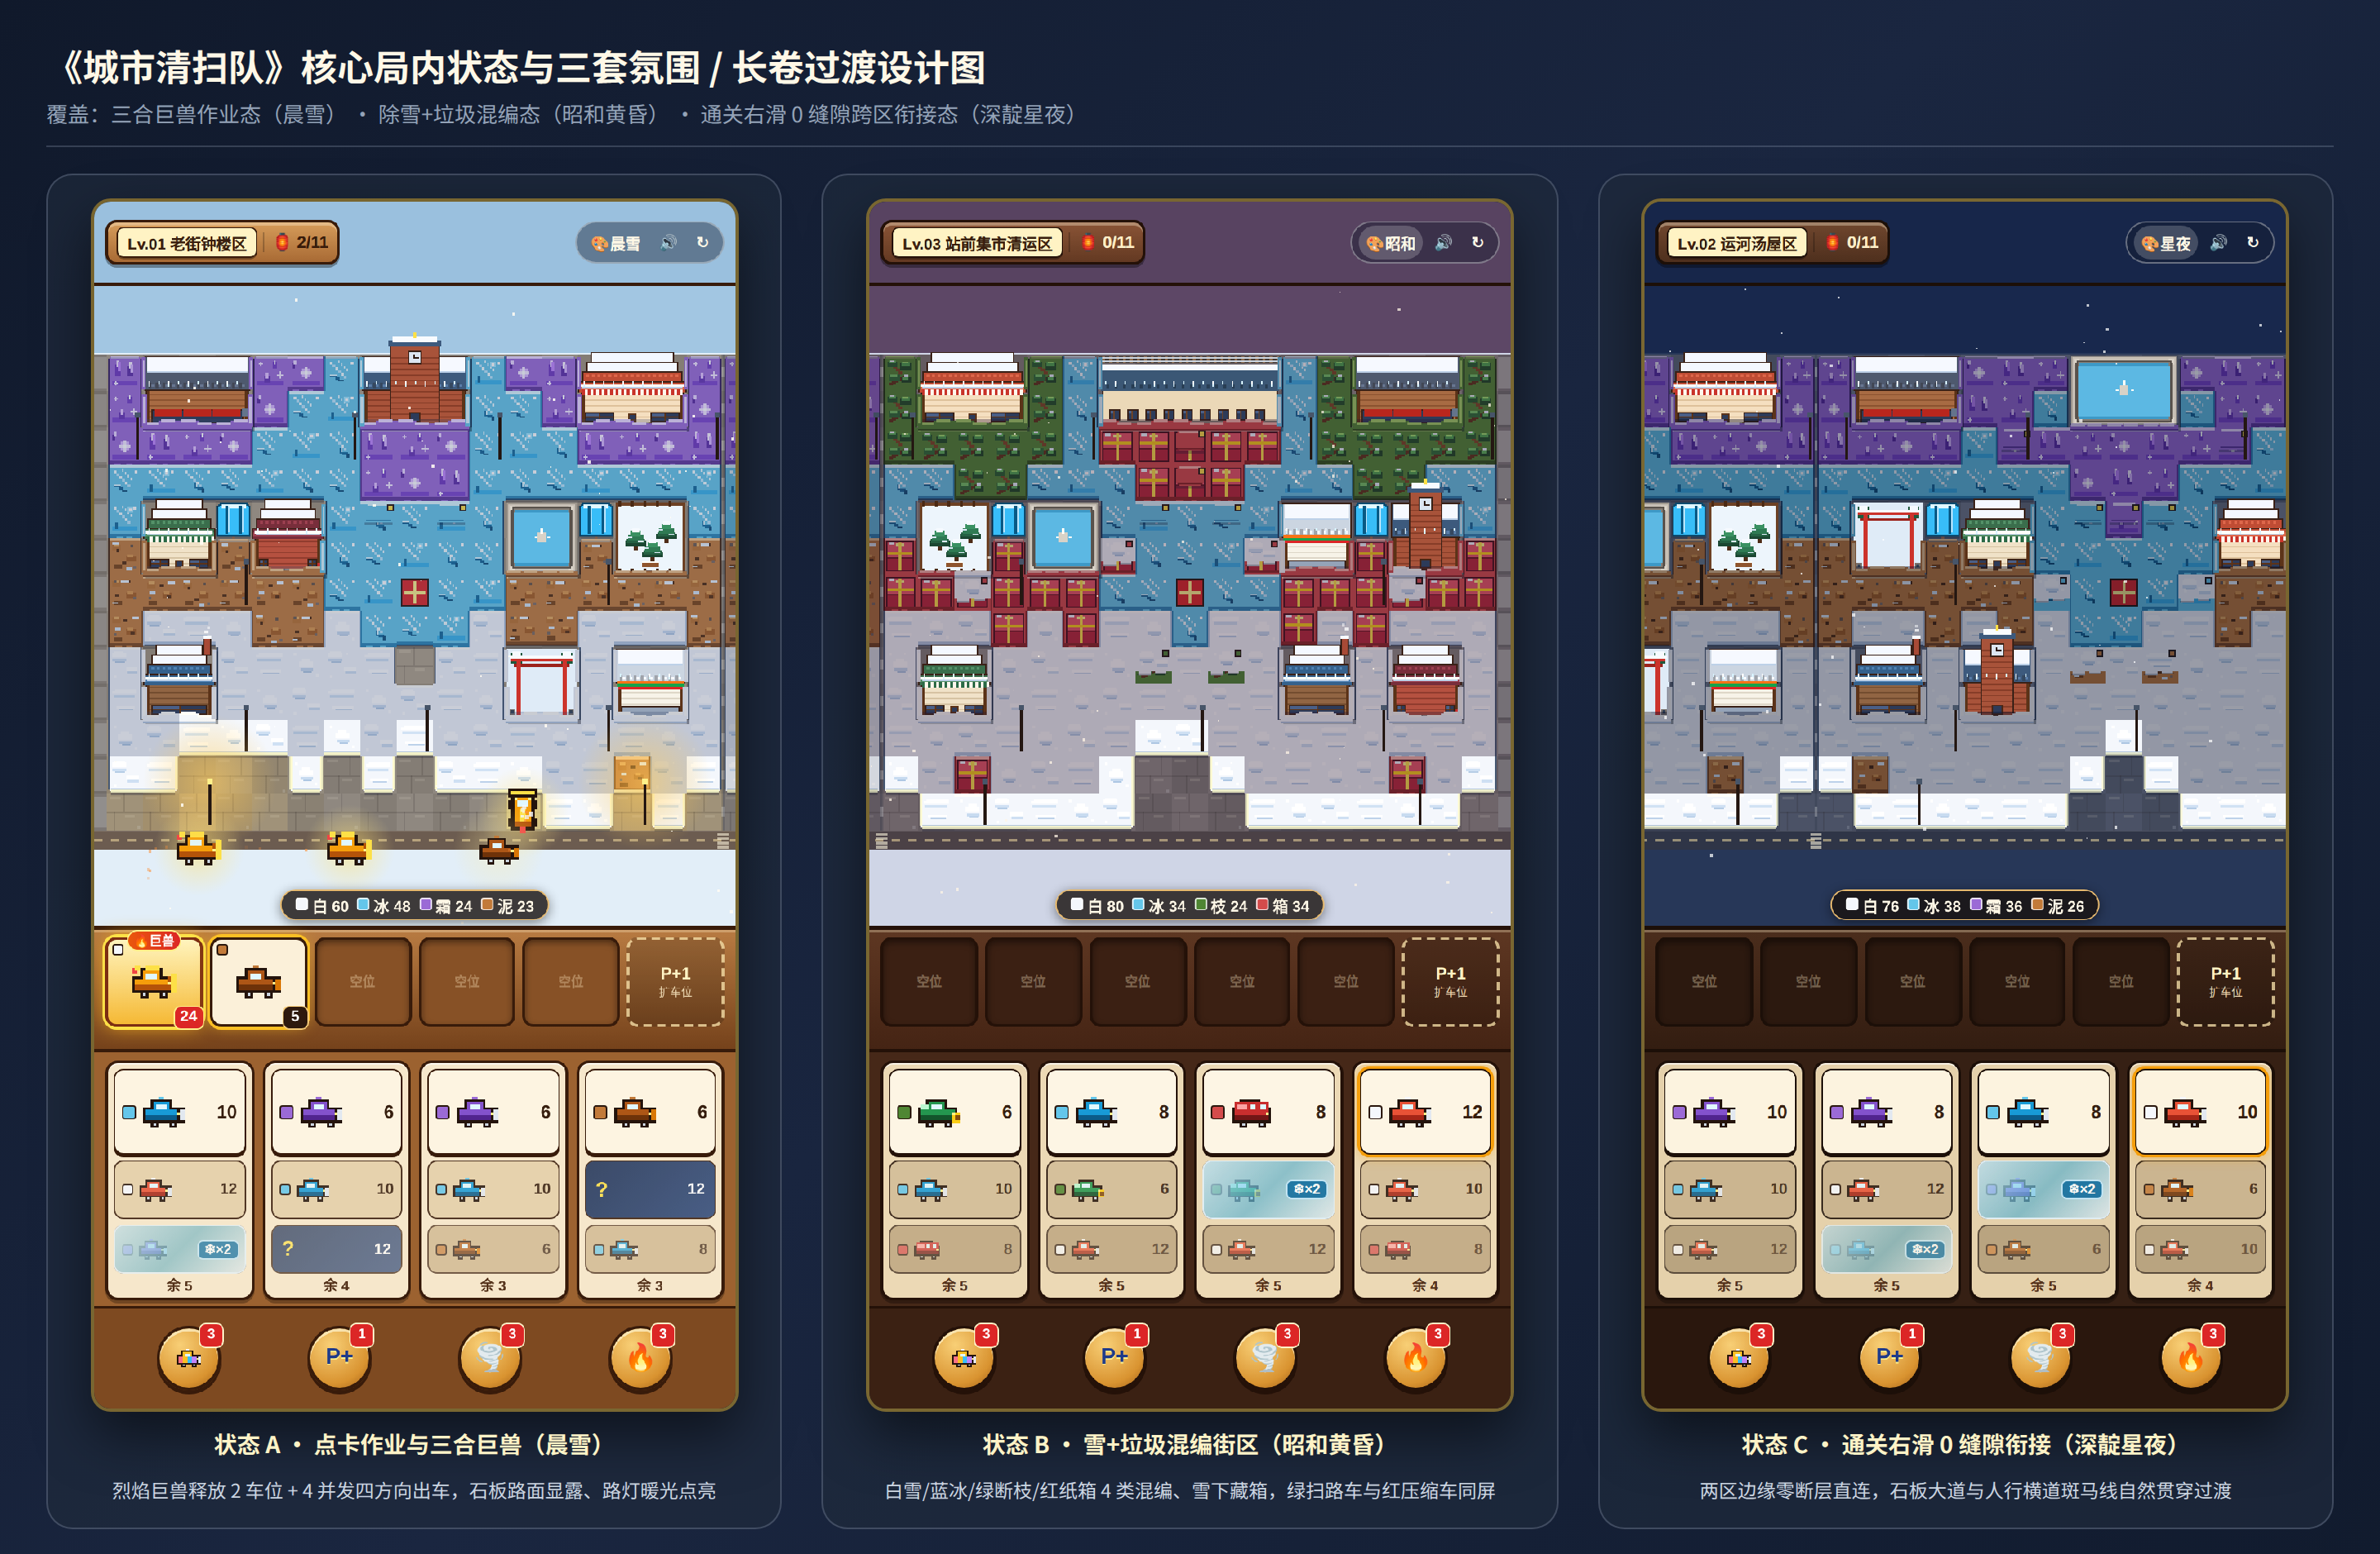 《城市清扫队》核心局内状态与三套氛围 / 长卷过渡设计图
覆盖：三合巨兽作业态（晨雪） • 除雪+垃圾混编态（昭和黄昏） • 通关右滑 0 缝隙跨区衔接态（深靛星夜）
Lv.01 老街钟楼区 2/11
晨雪
白 60 冰 48 霜 24 泥 23
巨兽
24
5
空位
空位
空位
P+1
扩车位
10
6
6
6
12
10
10
? 12
×2
? 12
6
8
余 5
余 4
余 3
余 3
3
P+ 1
3
3
状态 A • 点卡作业与三合巨兽（晨雪）
烈焰巨兽释放 2 车位 + 4 并发四方向出车，石板路面显露、路灯暖光点亮
Lv.03 站前集市清运区 0/11
昭和
白 80 冰 34 枝 24 箱 34
空位
空位
空位
空位
空位
P+1
扩车位
6
8
8
12
10
6
×2
10
8
12
12
8
余 5
余 5
余 5
余 4
3
P+ 1
3
3
状态 B • 雪+垃圾混编街区（昭和黄昏）
白雪/蓝冰/绿断枝/红纸箱 4 类混编、雪下藏箱，绿扫路车与红压缩车同屏
Lv.02 运河汤屋区 0/11
星夜
白 76 冰 38 霜 36 泥 26
空位
空位
空位
空位
空位
P+1
扩车位
10
8
8
10
10
12
×2
6
12
×2
6
10
余 5
余 5
余 5
余 4
3
P+ 1
3
3
状态 C • 通关右滑 0 缝隙衔接（深靛星夜）
两区边缘零断层直连，石板大道与人行横道斑马线自然贯穿过渡